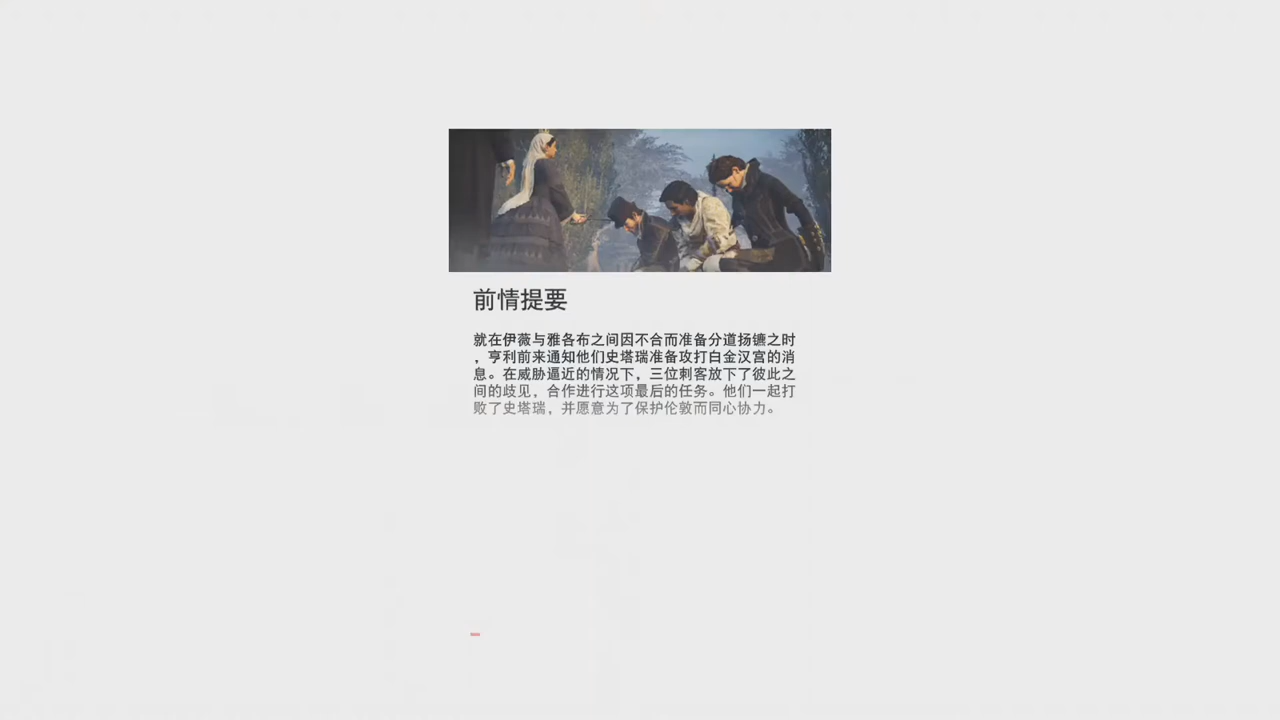 前情提要
就在伊薇与雅各布之间因不合而准备分道扬镳之时
，亨利前来通知他们史塔瑞准备攻打白金汉宫的消
息。在威胁逼近的情况下，三位刺客放下了彼此之
间的歧见，合作进行这项最后的任务。他们一起打
败了史塔瑞，并愿意为了保护伦敦而同心协力。